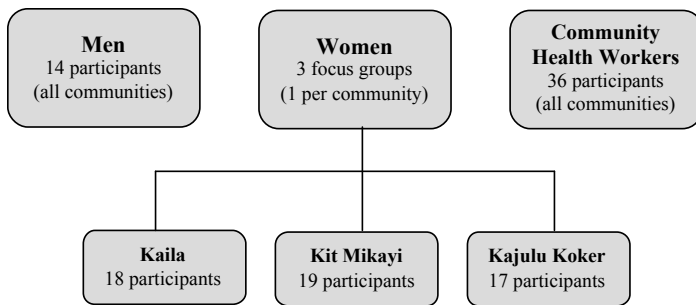 Men
14 participants
(all communities)
Women
3 focus groups
(1 per community)
Community
Health Workers
36 participants
(all communities)
Kaila
18 participants
Kit Mikayi
19 participants
Kajulu Koker
17 participants